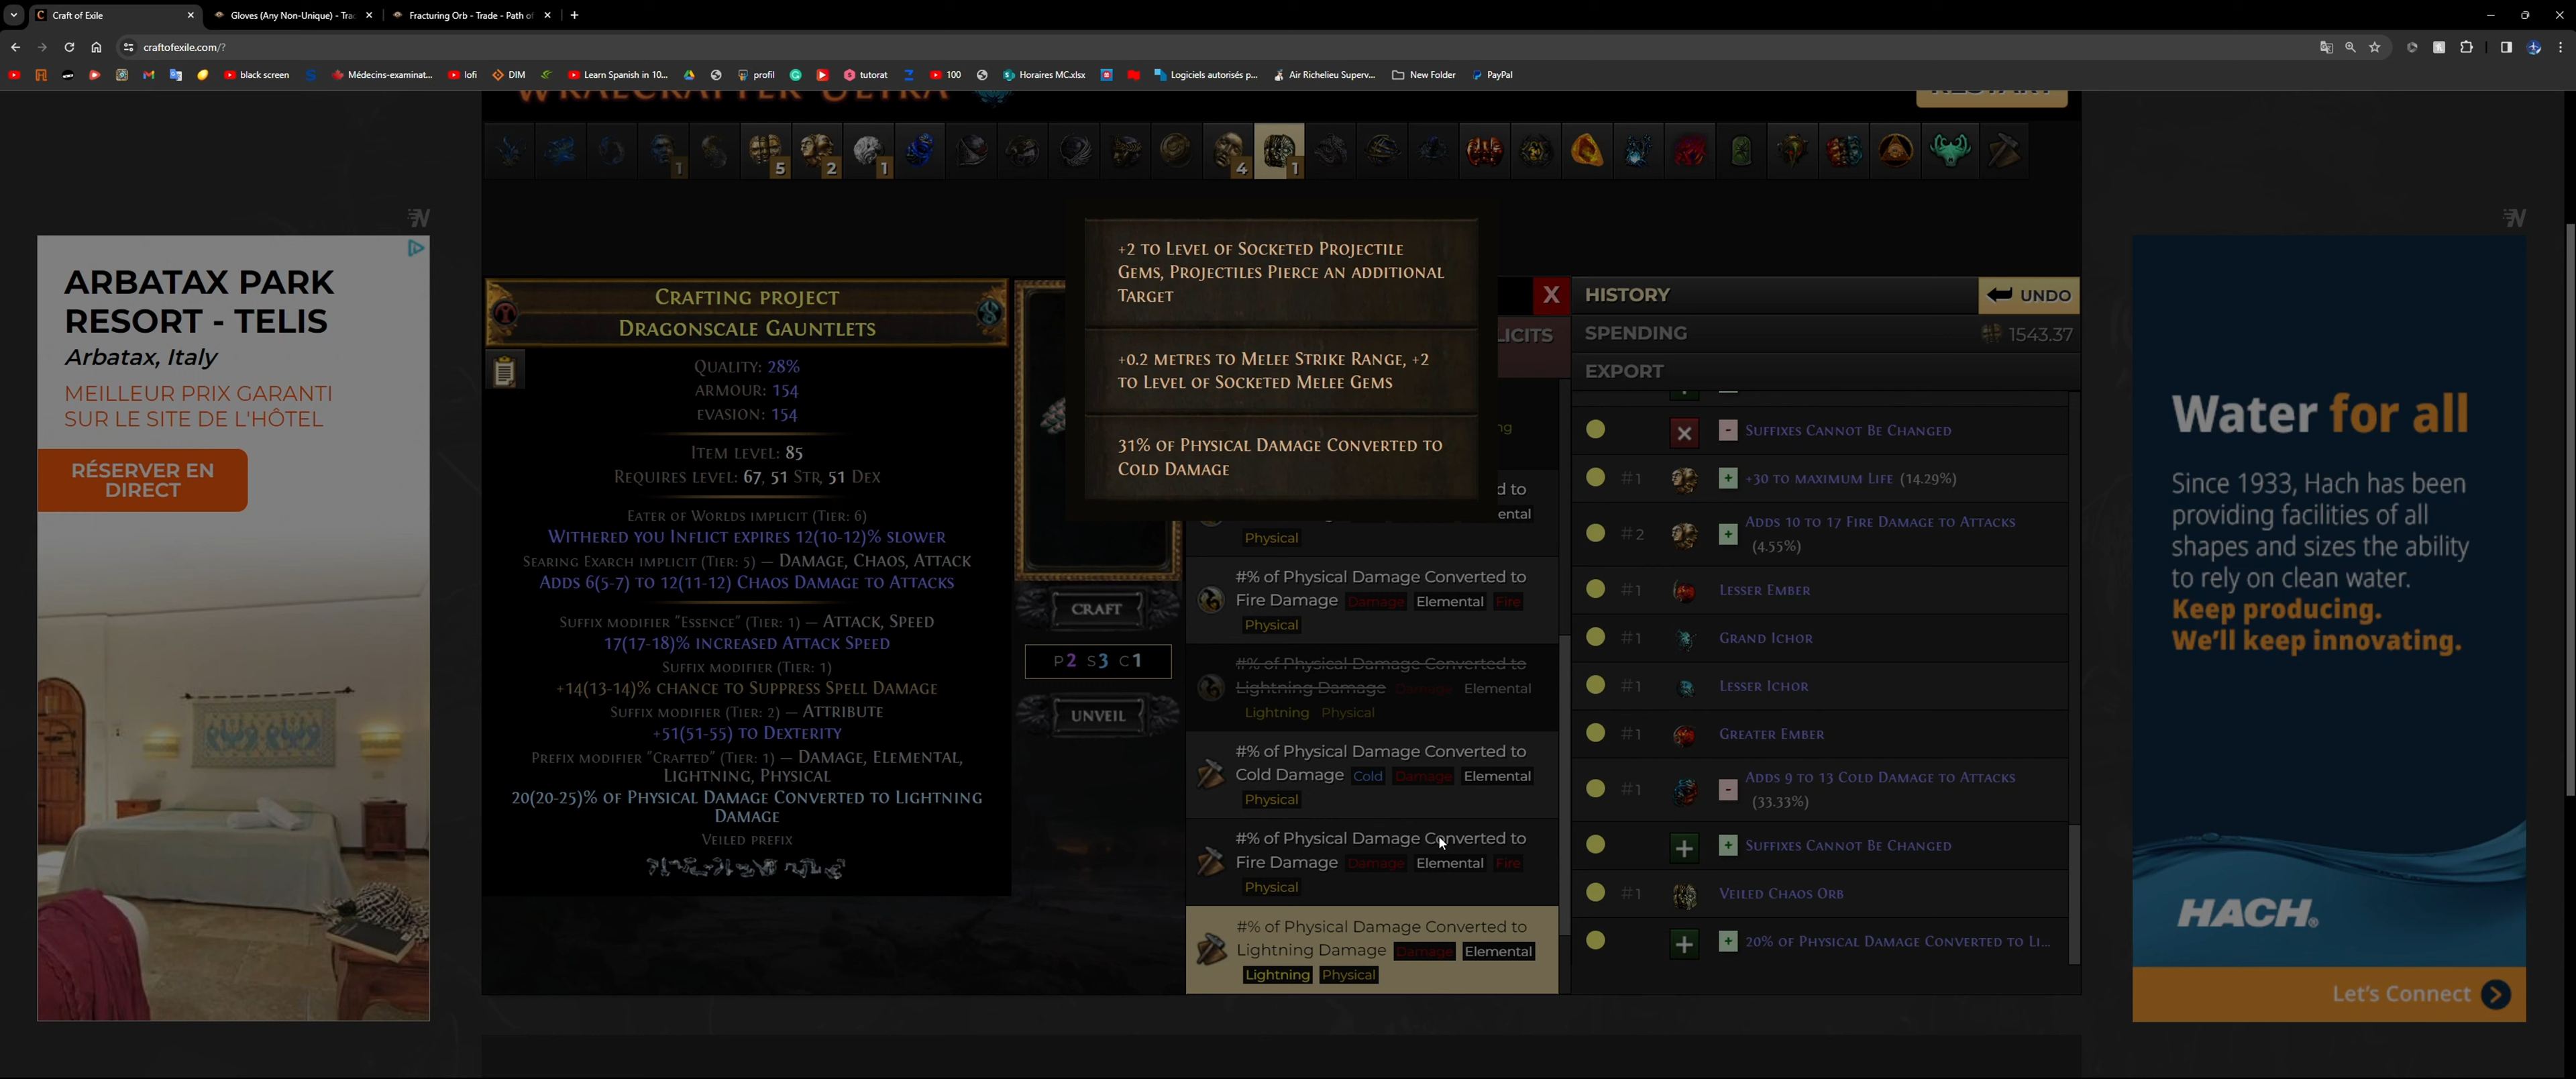 Craft of Exile
Gloves (Any Non-Unique) - Trac
Fracturing Orb - Trade - Path of
craftofexile.com/?
black screen
Médecins-examinat...
lofi
DIM
Learn Spanish in 10...
profil
tutorat
100
Horaires MC.xlsx
Logiciels autorisés p...
Air Richelieu Superv...
New Folder
PayPal
1
5
2
1
4
1
ARBATAX PARK
RESORT - TELIS
Arbatax, Italy
MEILLEUR PRIX GARANTI
SUR LE SITE DE L'HÔTEL
RÉSERVER EN
DIRECT
Crafting project
Dragonscale Gauntlets
Quality: 28%
Armour: 154
Evasion: 154
Item level: 85
Requires level: 67, 51 Str, 51 Dex
Eater of Worlds implicit (Tier: 6)
Withered you Inflict expires 12(10-12)% slower
Searing Exarch implicit (Tier: 5) — Damage, Chaos, Attack
Adds 6(5-7) to 12(11-12) Chaos Damage to Attacks
Suffix modifier "Essence" (Tier: 1) — Attack, Speed
17(17-18)% increased Attack Speed
Suffix modifier (Tier: 1)
+14(13-14)% chance to Suppress Spell Damage
Suffix modifier (Tier: 2) — Attribute
+51(51-55) to Dexterity
Prefix modifier "Crafted" (Tier: 1) — Damage, Elemental,
Lightning, Physical
20(20-25)% of Physical Damage Converted to Lightning
Damage
Veiled prefix
CRAFT
P2 S3 C1
UNVEIL
+2 to Level of Socketed Projectile
Gems, Projectiles Pierce an additional
Target
+0.2 metres to Melee Strike Range, +2
to Level of Socketed Melee Gems
31% of Physical Damage Converted to
Cold Damage
X
LICITS
ng
d to
ental
Physical
#% of Physical Damage Converted to
Fire Damage Damage Elemental Fire
Physical
#% of Physical Damage Converted to
Lightning Damage Damage Elemental
Lightning Physical
#% of Physical Damage Converted to
Cold Damage Cold Damage Elemental
Physical
#% of Physical Damage Converted to
Fire Damage Damage Elemental Fire
Physical
#% of Physical Damage Converted to
Lightning Damage Damage Elemental
Lightning Physical
HISTORY
UNDO
SPENDING
1543.37
EXPORT
- Suffixes Cannot Be Changed
#1 + +30 to maximum Life (14.29%)
#2 + Adds 10 to 17 Fire Damage to Attacks
(4.55%)
#1 Lesser Ember
#1 Grand Ichor
#1 Lesser Ichor
#1 Greater Ember
#1 - Adds 9 to 13 Cold Damage to Attacks
(33.33%)
+ Suffixes Cannot Be Changed
#1 Veiled Chaos Orb
+ 20% of Physical Damage Converted to Li...
Water for all
Since 1933, Hach has been
providing facilities of all
shapes and sizes the ability
to rely on clean water.
Keep producing.
We'll keep innovating.
HACH®
Let's Connect